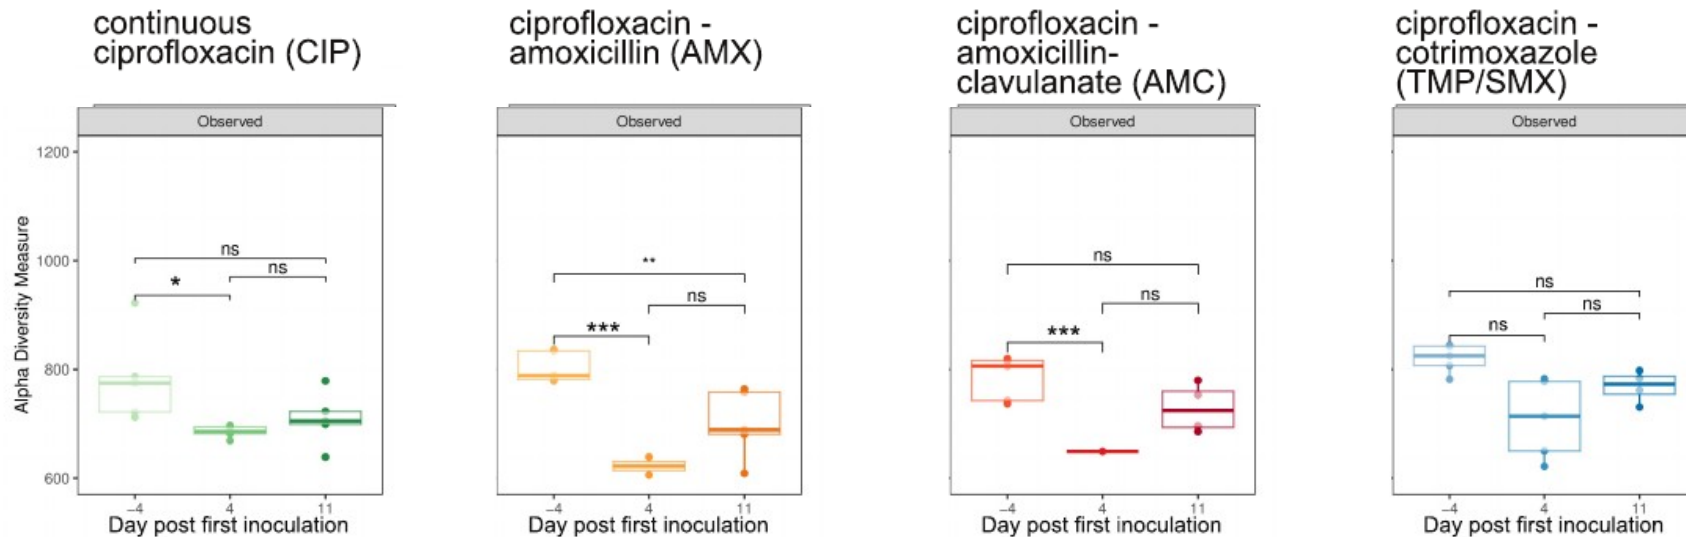 continuous
ciprofloxacin (CIP)
ciprofloxacin -
amoxicillin (AMX)
ciprofloxacin -
amoxicillin-
clavulanate (AMC)
ciprofloxacin -
cotrimoxazole
(TMP/SMX)
Observed
Observed
Observed
Observed
Alpha Diversity Measure
1200
1000
800
600
ns
ns
*
**
ns
***
ns
ns
***
ns
ns
ns
-4 4 11
-4 4 11
-4 4 11
-4 4 11
Day post first inoculation
Day post first inoculation
Day post first inoculation
Day post first inoculation